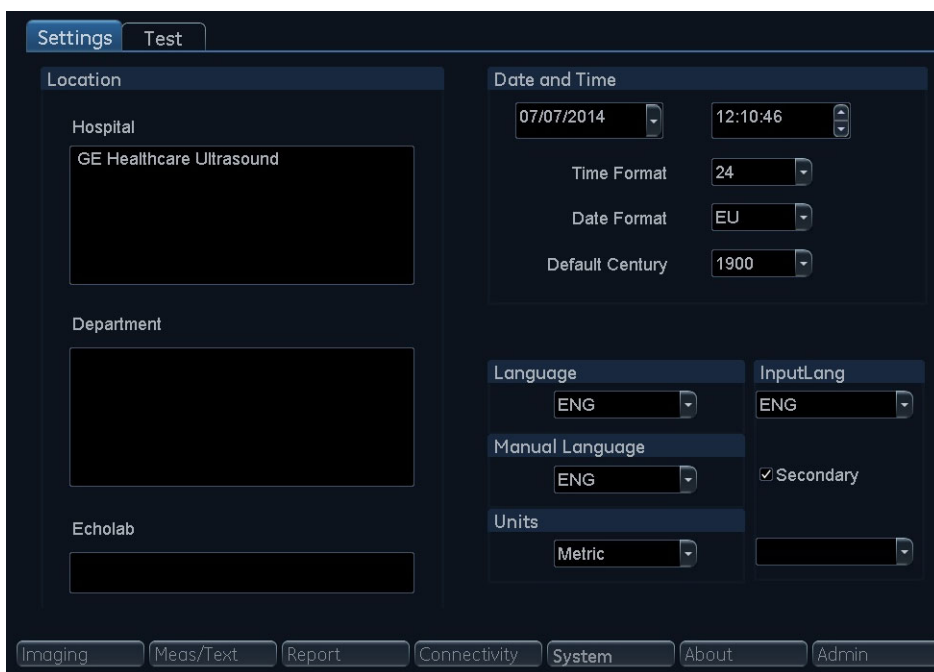 Settings Test
Location
Hospital
GE Healthcare Ultrasound
Department
Echolab
Date and Time
07/07/2014 12:10:46
Time Format 24
Date Format EU
Default Century 1900
Language
ENG
Manual Language
ENG
Units
Metric
InputLang
ENG
Secondary
Imaging Meas/Text Report Connectivity System About Admin